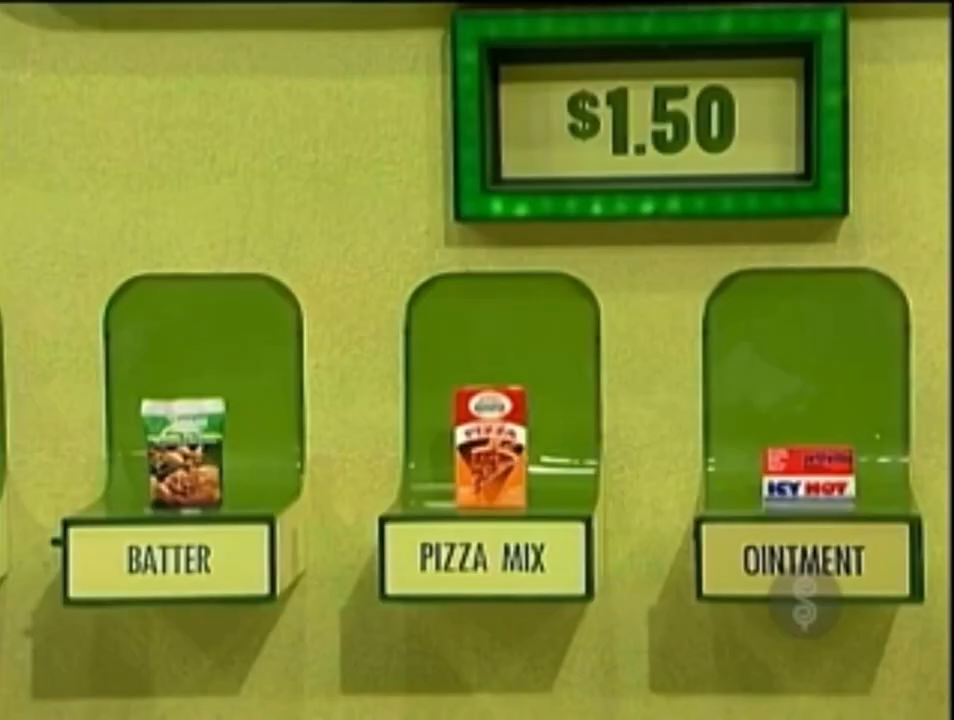 $1.50
PIZZA
ICY HOT
BATTER
PIZZA MIX
OINTMENT